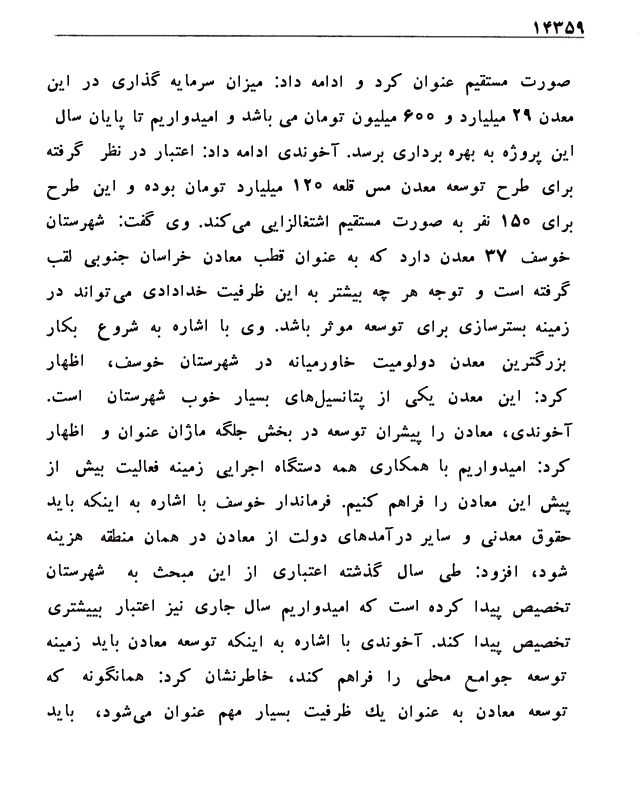 ۱۴۳۵۹
صورت مستقیم عنوان کرد و ادامه داد: میزان سرمایه گذاری در این
معدن ۲۹ میلیارد و ۶۰۰ میلیون تومان می باشد و امیدواریم تا پایان سال
این پروژه به بهره برداری برسد. آخوندی ادامه داد: اعتبار در نظر گرفته
برای طرح توسعه معدن مس قلعه ۱۲۰ میلیارد تومان بوده و این طرح
برای ۱۵۰ نفر به صورت مستقیم اشتغالزایی می‌کند. وی گفت: شهرستان
خوسف ۳۷ معدن دارد که به عنوان قطب معادن خراسان جنوبی لقب
گرفته است و توجه هر چه بیشتر به این ظرفیت خدادادی می‌تواند در
زمینه بسترسازی برای توسعه موثر باشد. وی با اشاره به شروع بکار
بزرگترین معدن دولومیت خاورمیانه در شهرستان خوسف، اظهار
کرد: این معدن یکی از پتانسیل‌های بسیار خوب شهرستان است.
آخوندی، معادن را پیشران توسعه در بخش جلگه ماژان عنوان و اظهار
کرد: امیدواریم با همکاری همه دستگاه اجرایی زمینه فعالیت بیش از
پیش این معادن را فراهم کنیم. فرماندار خوسف با اشاره به اینکه باید
حقوق معدنی و سایر درآمدهای دولت از معادن در همان منطقه هزینه
شود، افزود: طی سال گذشته اعتباری از این مبحث به شهرستان
تخصیص پیدا کرده است که امیدواریم سال جاری نیز اعتبار بییشتری
تخصیص پیدا کند. آخوندی با اشاره به اینکه توسعه معادن باید زمینه
توسعه جوامع محلی را فراهم کند، خاطرنشان کرد: همانگونه که
توسعه معادن به عنوان یك ظرفیت بسیار مهم عنوان می‌شود، باید